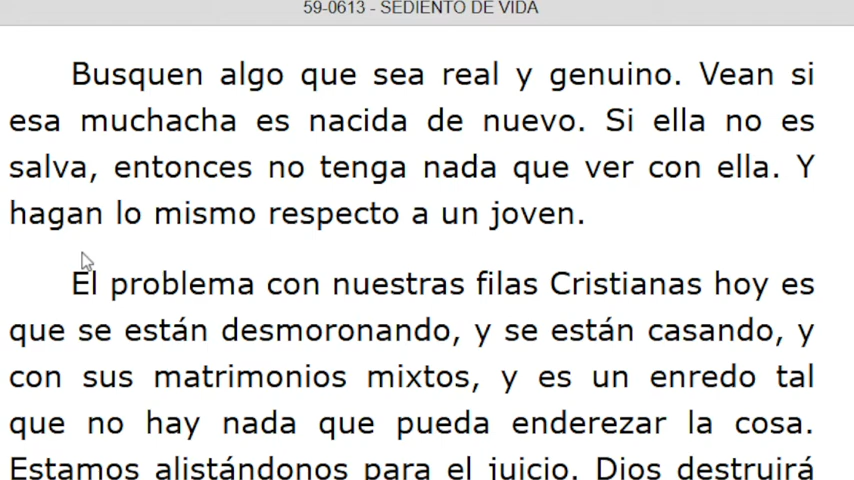 59-0613 - SEDIENTO DE VIDA
Busquen algo que sea real y genuino. Vean si
esa muchacha es nacida de nuevo. Si ella no es
salva, entonces no tenga nada que ver con ella. Y
hagan lo mismo respecto a un joven.
El problema con nuestras filas Cristianas hoy es
que se están desmoronando, y se están casando, y
con sus matrimonios mixtos, y es un enredo tal
que no hay nada que pueda enderezar la cosa.
Estamos alistándonos para el juicio. Dios destruirá